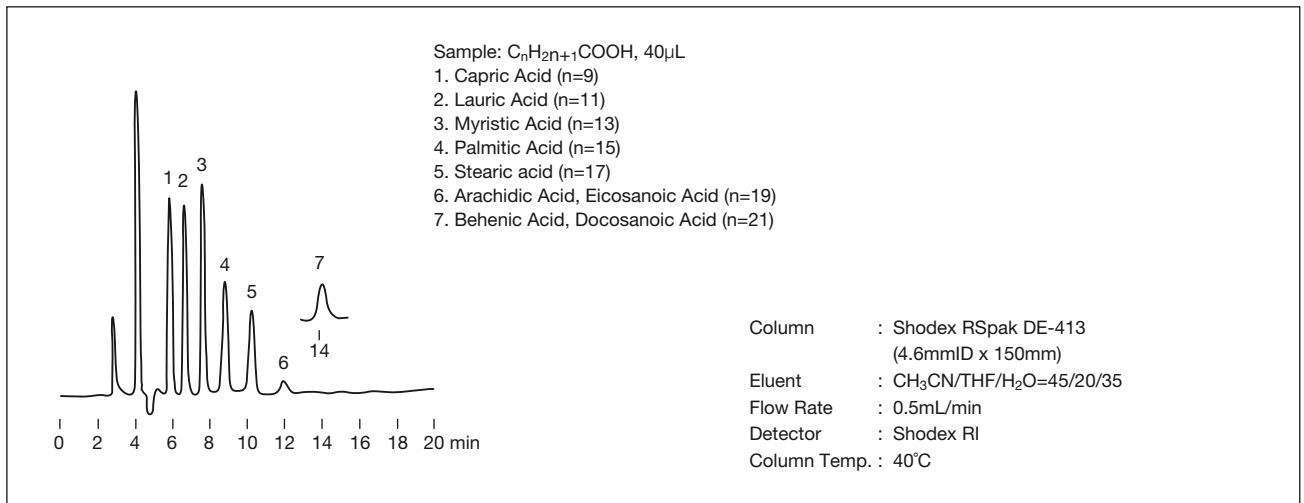 Sample: CₙH₂ₙ₊₁COOH, 40µL
1. Capric Acid (n=9)
2. Lauric Acid (n=11)
3. Myristic Acid (n=13)
4. Palmitic Acid (n=15)
5. Stearic acid (n=17)
6. Arachidic Acid, Eicosanoic Acid (n=19)
7. Behenic Acid, Docosanoic Acid (n=21)
1 2 3 4 5 6 7
14
0 2 4 6 8 10 12 14 16 18 20 min
Column : Shodex RSpak DE-413
(4.6mmID x 150mm)
Eluent : CH₃CN/THF/H₂O=45/20/35
Flow Rate : 0.5mL/min
Detector : Shodex RI
Column Temp. : 40°C